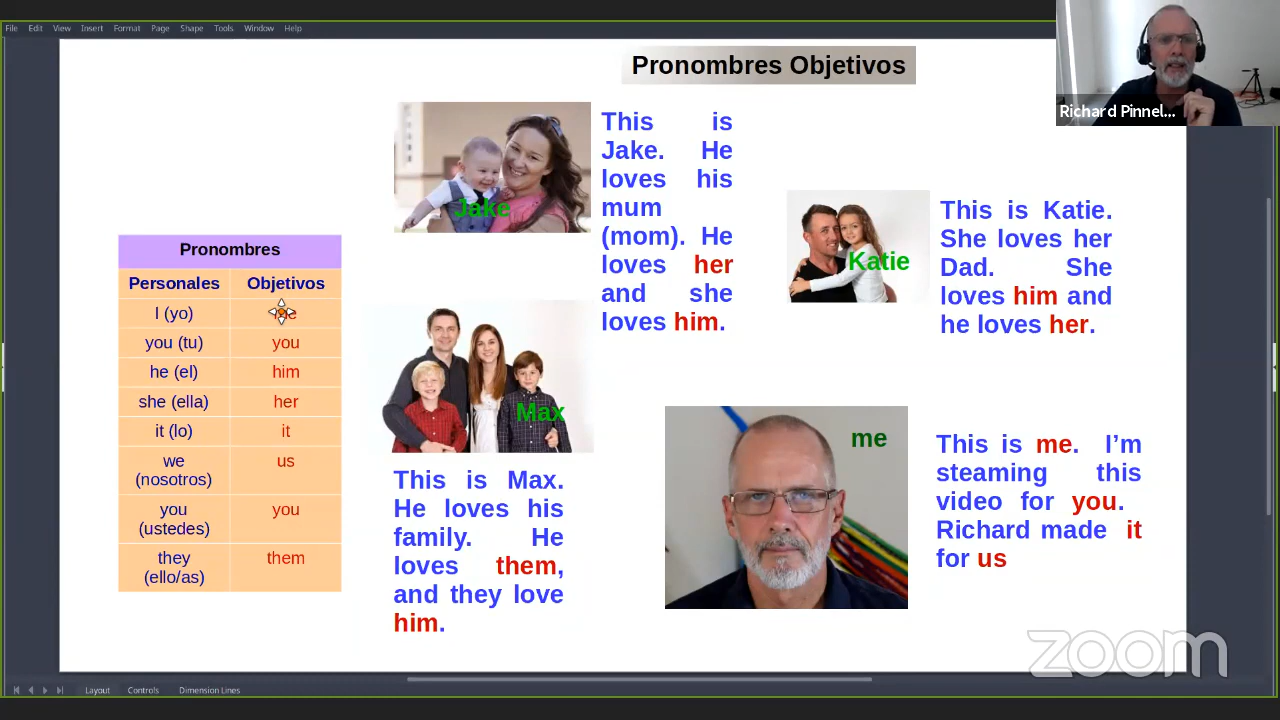 File Edit View Insert Format Page Shape Tools Window Help
Pronombres Objetivos
Richard Pinnel...
Jake
This is
Jake. He
loves his
mum
(mom). He
loves her
and she
loves him.
Katie
This is Katie.
She loves her
Dad. She
loves him and
he loves her.
Pronombres
Personales Objetivos
I (yo)
you (tu) you
he (el) him
she (ella) her
it (lo) it
we us
(nosotros)
you you
(ustedes)
they them
(ello/as)
Max
This is Max.
He loves his
family. He
loves them,
and they love
him.
me
This is me. I’m
steaming this
video for you.
Richard made it
for us
zoom
Layout Controls Dimension Lines